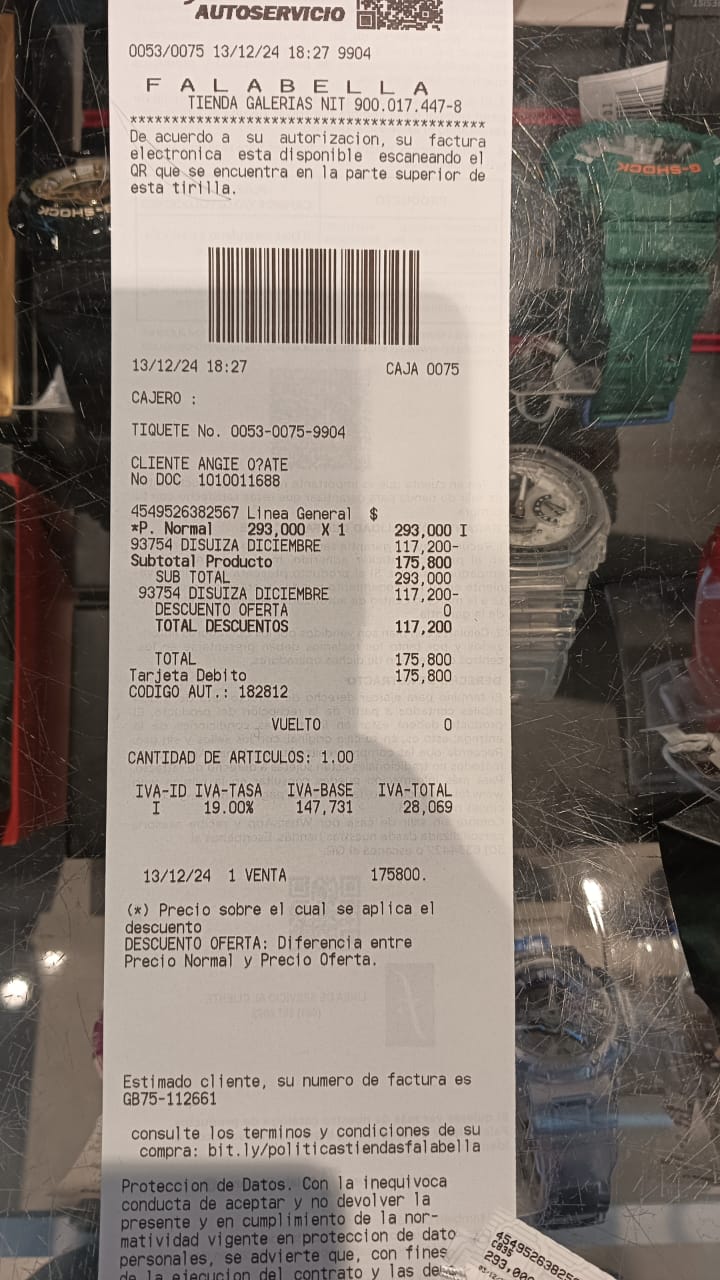 AUTOSERVICIO
0053/0075 13/12/24 18:27 9904
F A L A B E L L A
TIENDA GALERIAS NIT 900.017.447-8
******************************************
De acuerdo a su autorizacion, su factura
electronica esta disponible escaneando el
QR que se encuentra en la parte superior de
esta tirilla.
13/12/24 18:27 CAJA 0075
CAJERO :
TIQUETE No. 0053-0075-9904
CLIENTE ANGIE O?ATE
No DOC 1010011688
4549526382567 Linea General $
*P. Normal 293,000 X 1 293,000 I
93754 DISUIZA DICIEMBRE 117,200-
Subtotal Producto 175,800
SUB TOTAL 293,000
93754 DISUIZA DICIEMBRE 117,200-
DESCUENTO OFERTA 0
TOTAL DESCUENTOS 117,200
TOTAL 175,800
Tarjeta Debito 175,800
CODIGO AUT.: 182812
VUELTO 0
CANTIDAD DE ARTICULOS: 1.00
IVA-ID IVA-TASA IVA-BASE IVA-TOTAL
I 19.00% 147,731 28,069
13/12/24 1 VENTA 175800.
(*) Precio sobre el cual se aplica el
descuento
DESCUENTO OFERTA: Diferencia entre
Precio Normal y Precio Oferta.
Estimado cliente, su numero de factura es
GB75-112661
consulte los terminos y condiciones de su
compra: bit.ly/politicastiendasfalabella
Proteccion de Datos. Con la inequivoca
conducta de aceptar y no devolver la
presente y en cumplimiento de la nor-
matividad vigente en proteccion de dato
personales, se advierte que, con fines
de la ejecucion del contrato y las de
G-SHOCK
G-SHOCK
C835